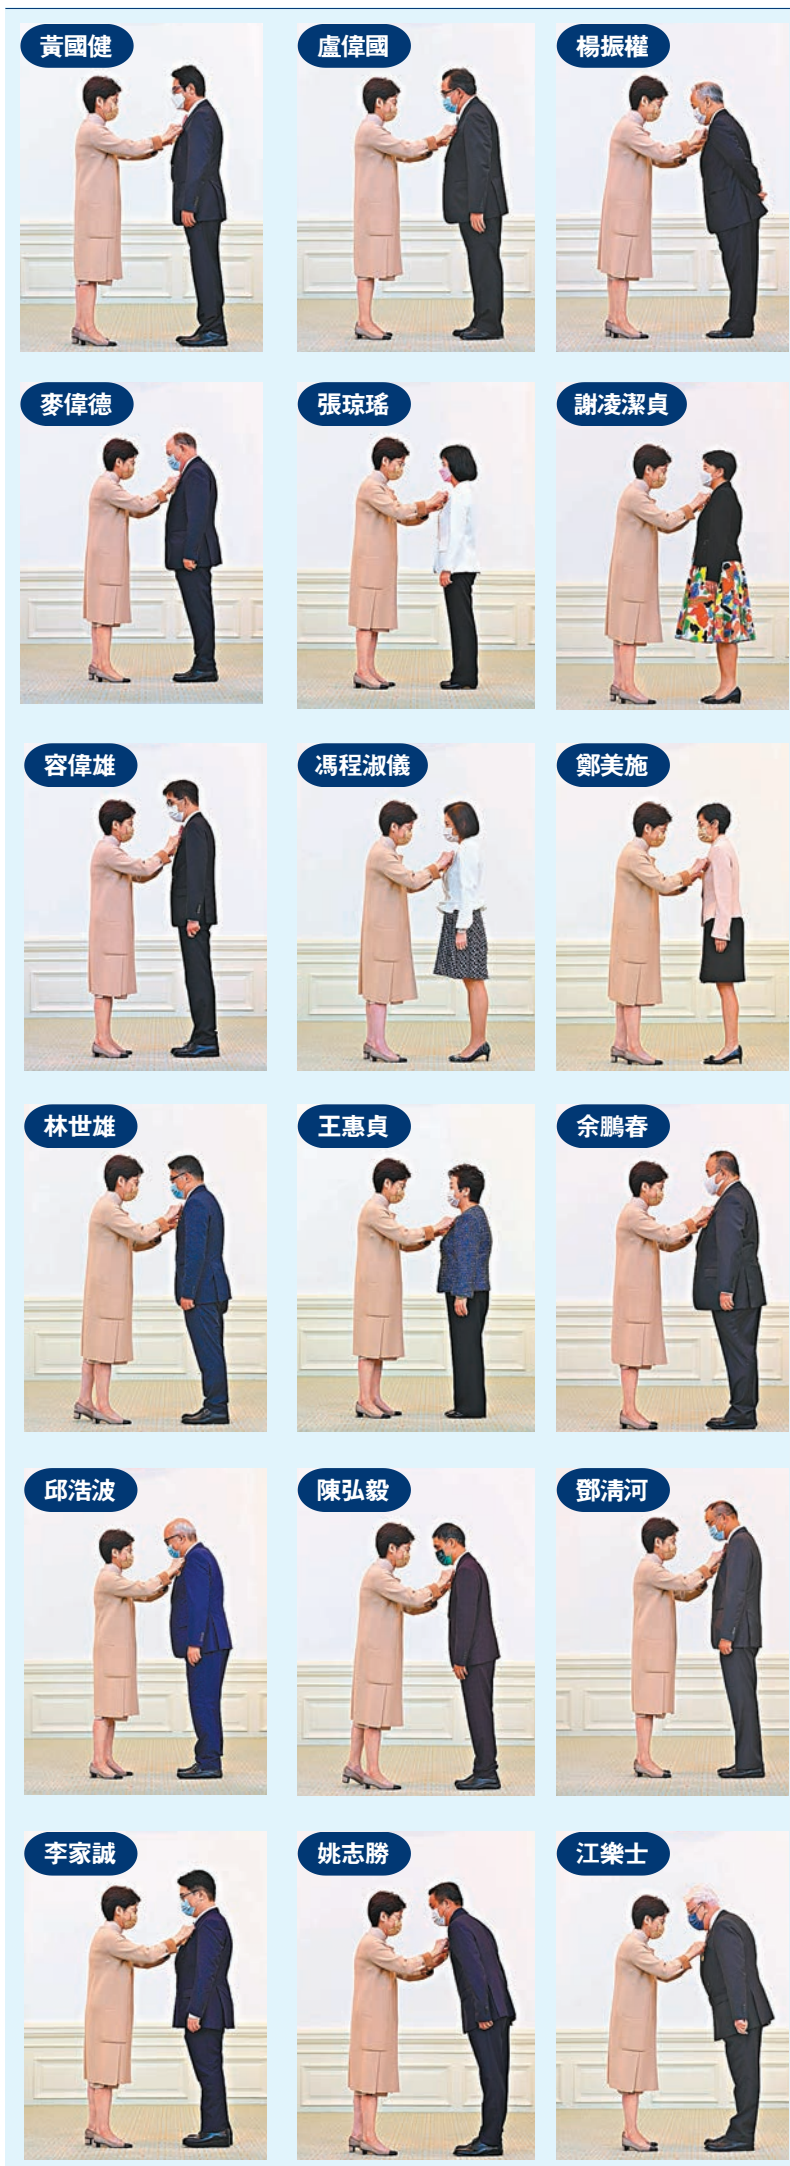 黃國健
盧偉國
楊振權
麥偉德
張琼瑤
謝凌潔貞
容偉雄
馮程淑儀
鄭美施
林世雄
王惠貞
余鵬春
邱浩波
陳弘毅
鄧清河
李家誠
姚志勝
江樂士